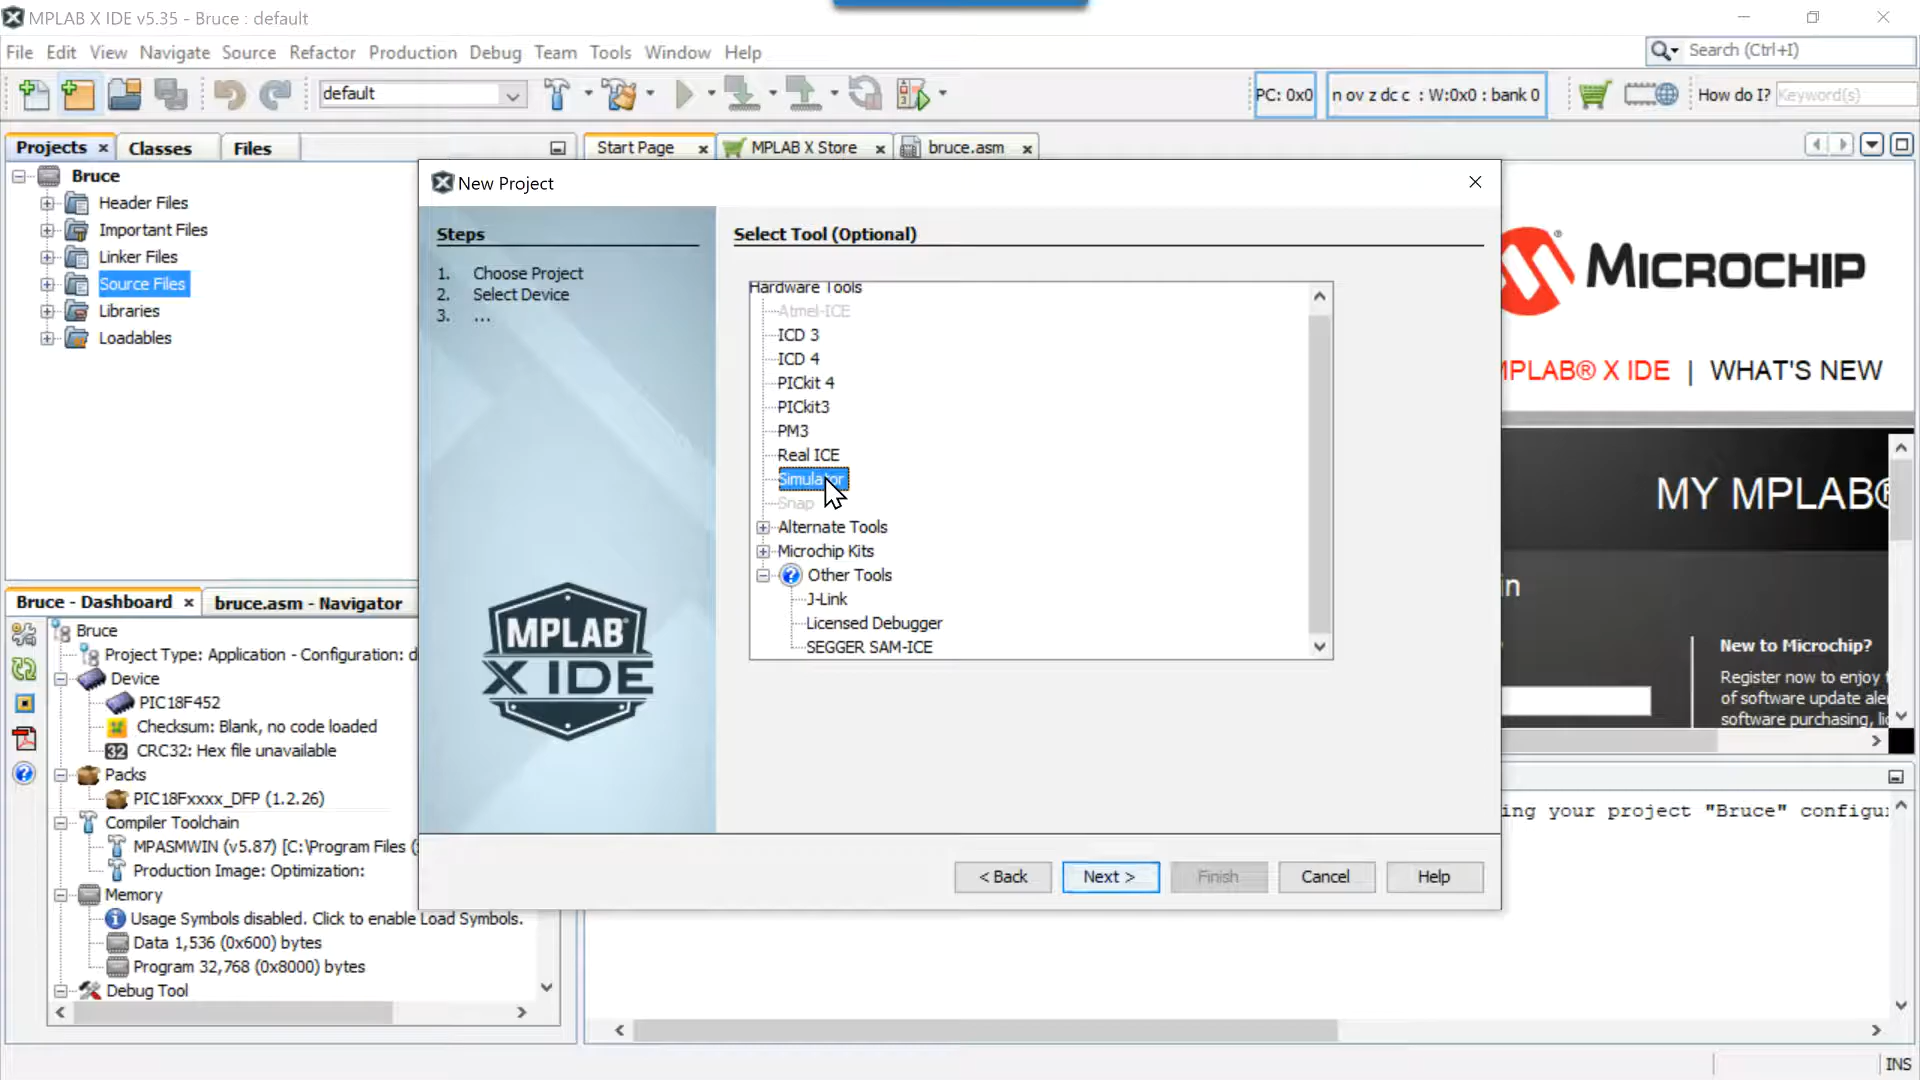 MPLAB X IDE v5.35 - Bruce : default
File Edit View Navigate Source Refactor Production Debug Team Tools Window Help
Search (Ctrl+I)
default
PC: 0x0
n ov z dc c : W:0x0 : bank 0
How do I?
Keyword(s)
Projects
Classes
Files
Start Page
MPLAB X Store
bruce.asm
Bruce
Header Files
Important Files
Linker Files
Source Files
Libraries
Loadables
New Project
Steps
1. Choose Project
2. Select Device
3. ...
MPLAB®
X IDE
Select Tool (Optional)
Hardware Tools
Atmel-ICE
ICD 3
ICD 4
PICkit 4
PICkit3
PM3
Real ICE
Simulator
Snap
Alternate Tools
Microchip Kits
Other Tools
J-Link
Licensed Debugger
SEGGER SAM-ICE
< Back
Next >
Finish
Cancel
Help
MICROCHIP
MPLAB® X IDE | WHAT'S NEW
MY MPLAB®
in
New to Microchip?
Register now to enjoy
of software update ale
software purchasing, li
Bruce - Dashboard
bruce.asm - Navigator
Bruce
Project Type: Application - Configuration: d
Device
PIC18F452
Checksum: Blank, no code loaded
32 CRC32: Hex file unavailable
Packs
PIC18Fxxxx_DFP (1.2.26)
Compiler Toolchain
MPASMWIN (v5.87) [C:\Program Files (
Production Image: Optimization:
Memory
Usage Symbols disabled. Click to enable Load Symbols.
Data 1,536 (0x600) bytes
Program 32,768 (0x8000) bytes
Debug Tool
ing your project "Bruce" configu
INS